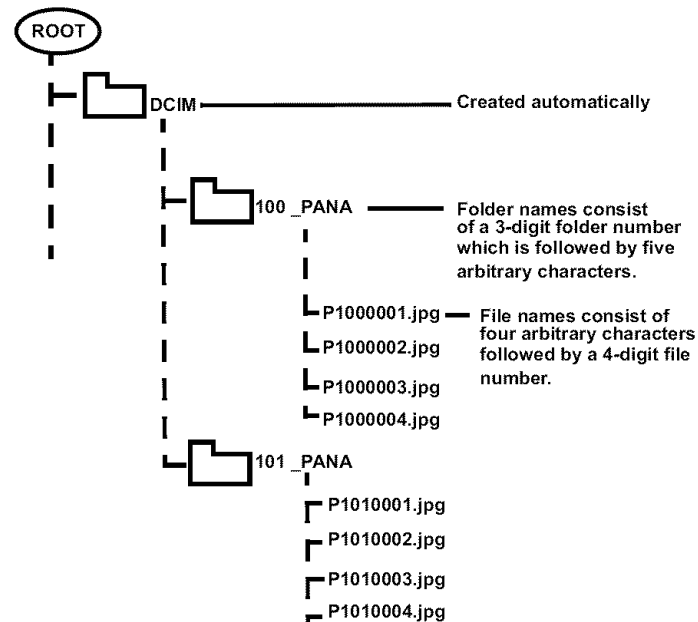 ROOT
DCIM
Created automatically
100 _PANA
Folder names consist
of a 3-digit folder number
which is followed by five
arbitrary characters.
P1000001.jpg
File names consist of
four arbitrary characters
followed by a 4-digit file
number.
P1000002.jpg
P1000003.jpg
P1000004.jpg
101 _PANA
P1010001.jpg
P1010002.jpg
P1010003.jpg
P1010004.jpg